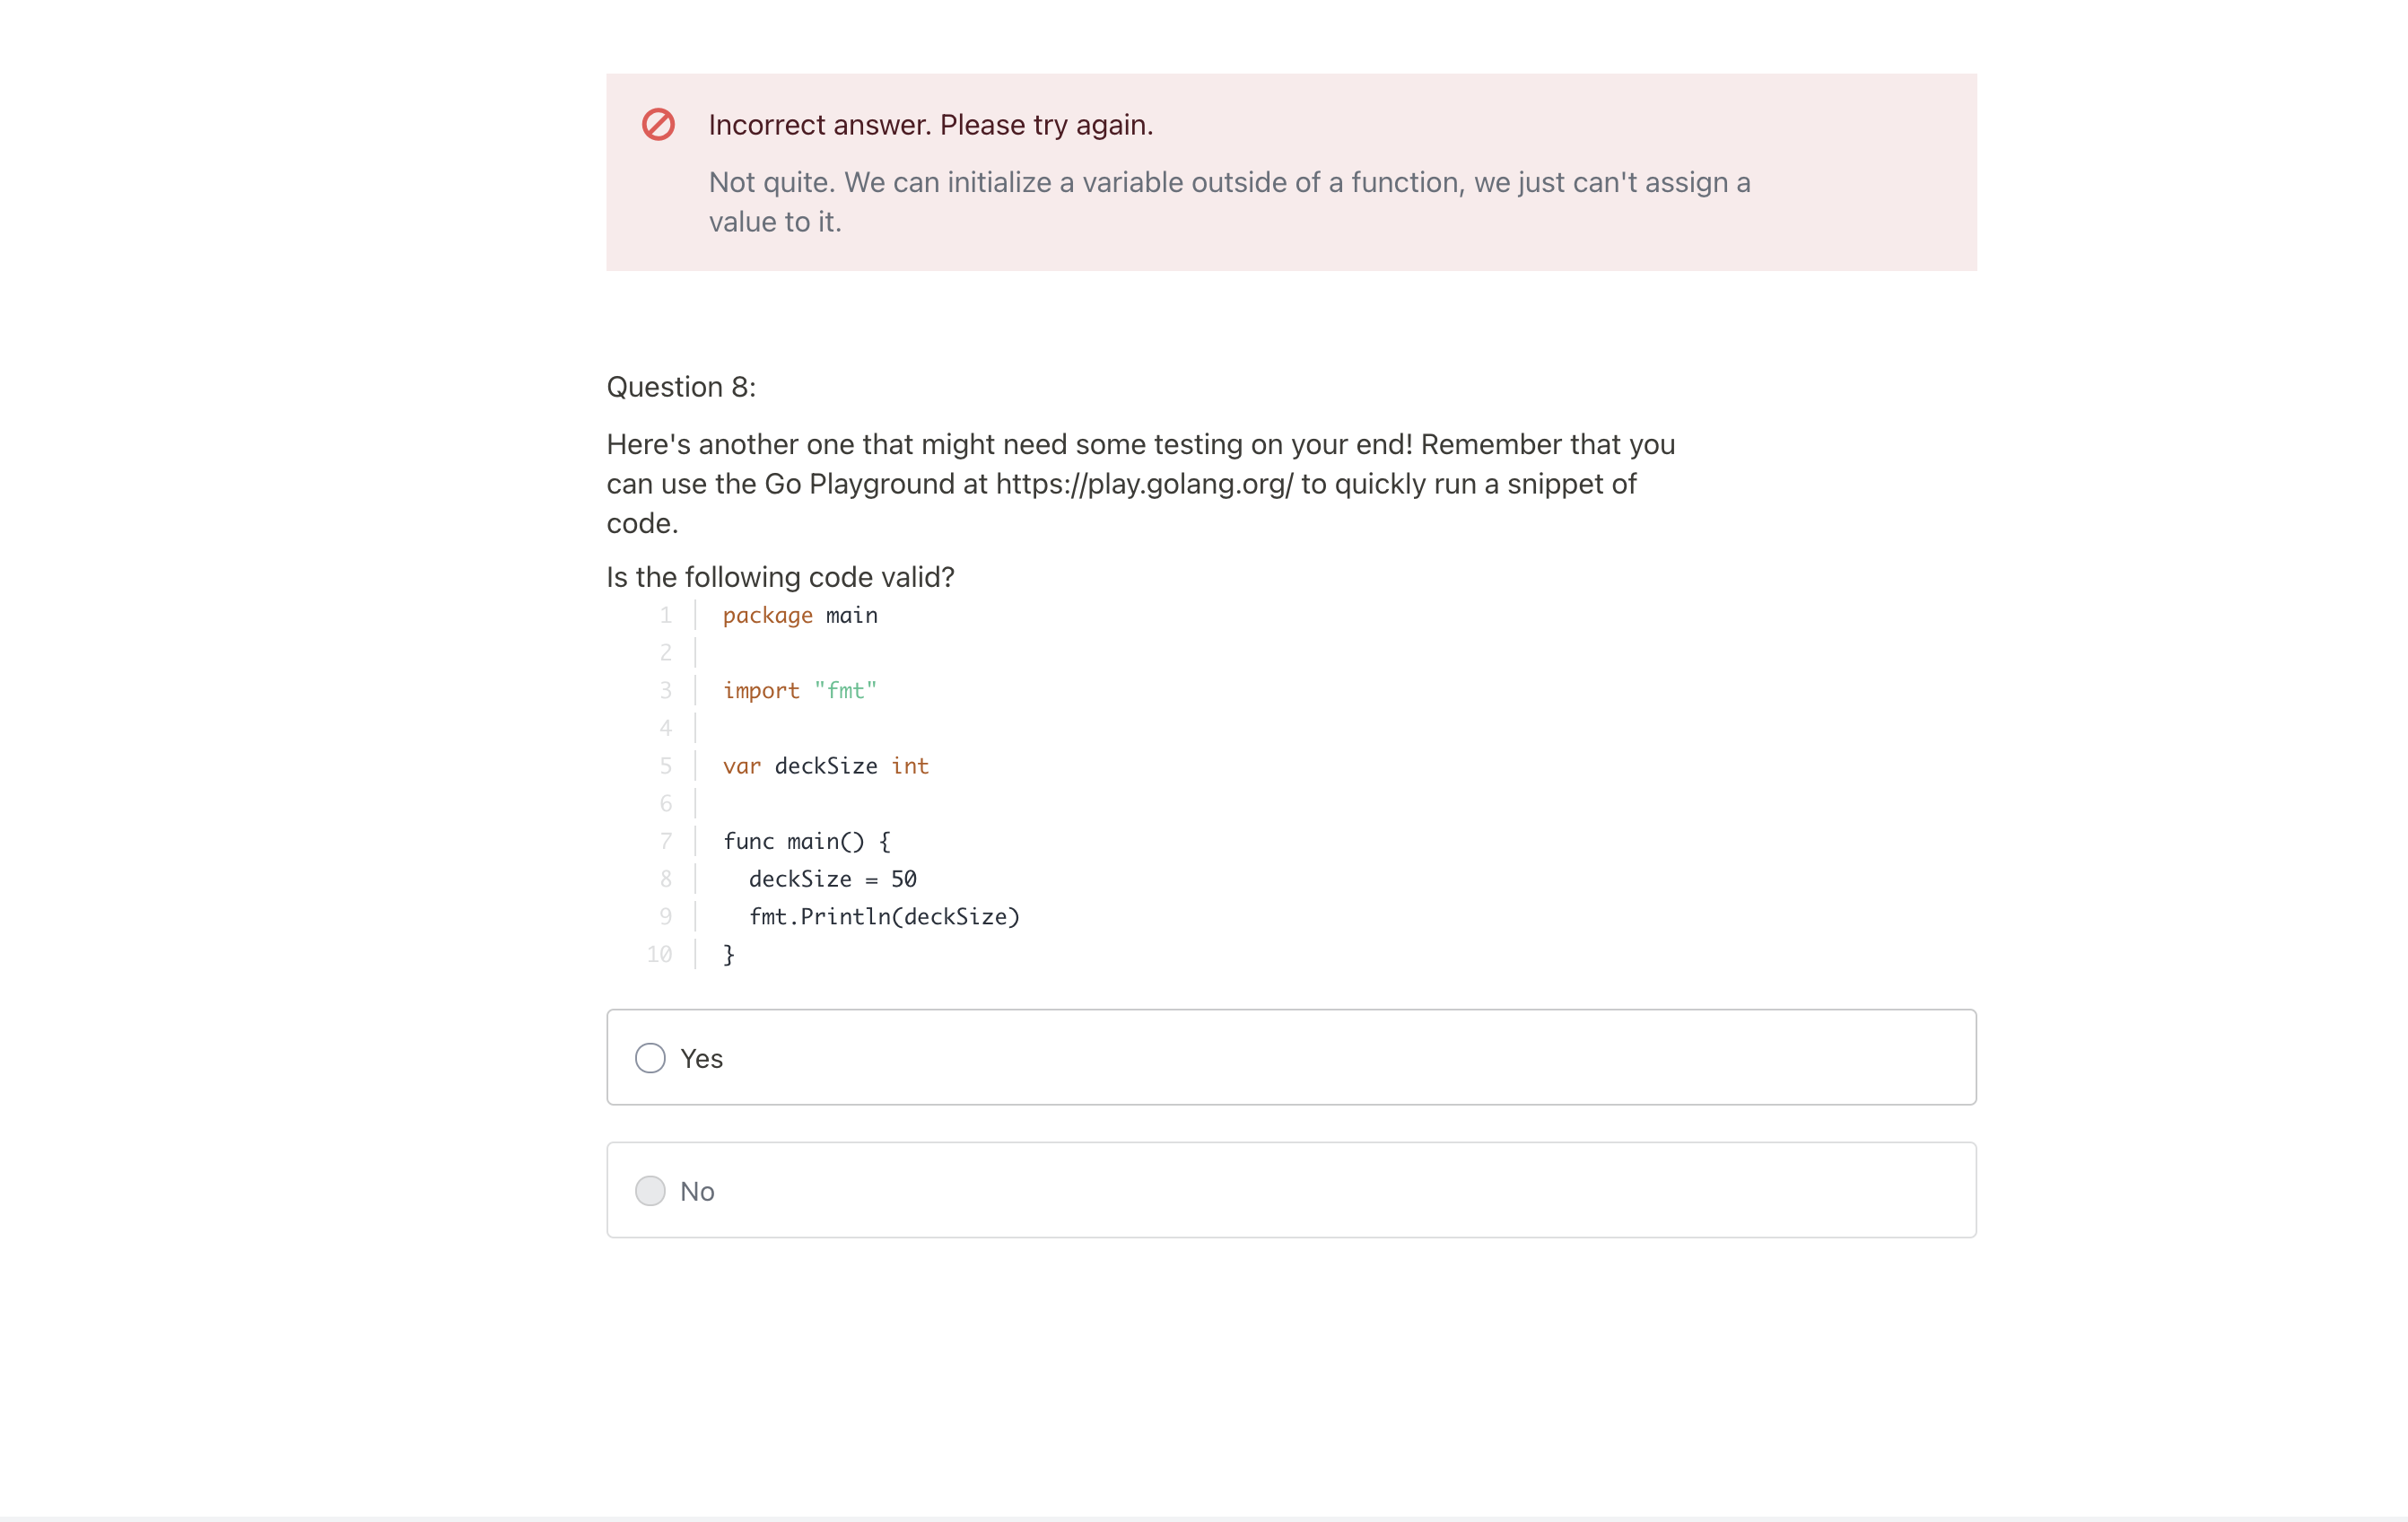 Incorrect answer. Please try again.
Not quite. We can initialize a variable outside of a function, we just can't assign a
value to it.
Question 8:
Here's another one that might need some testing on your end! Remember that you
can use the Go Playground at https://play.golang.org/ to quickly run a snippet of
code.
Is the following code valid?
1 package main
2
3 import "fmt"
4
5 var deckSize int
6
7 func main() {
8   deckSize = 50
9   fmt.Println(deckSize)
10 }
Yes
No